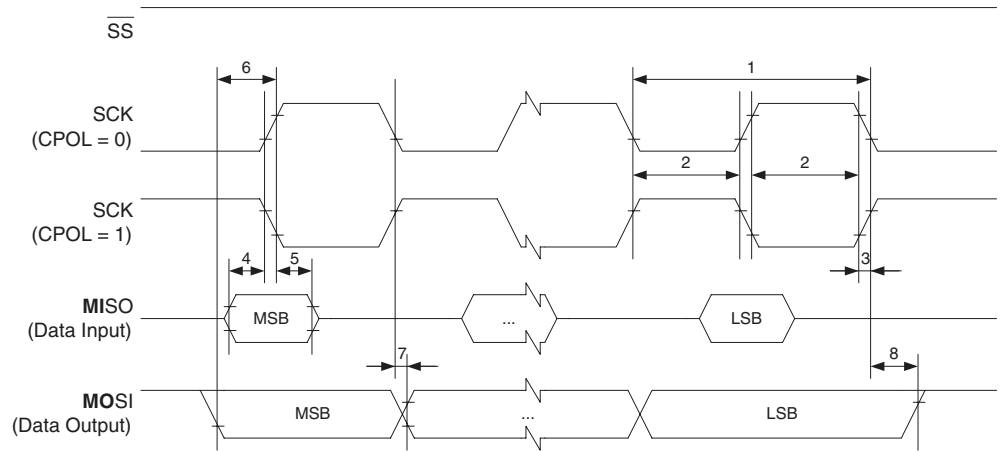 SS
6
1
SCK
(CPOL = 0)
2
2
SCK
(CPOL = 1)
4
5
3
MISO
(Data Input)
MSB
...
LSB
7
8
MOSI
(Data Output)
MSB
...
LSB